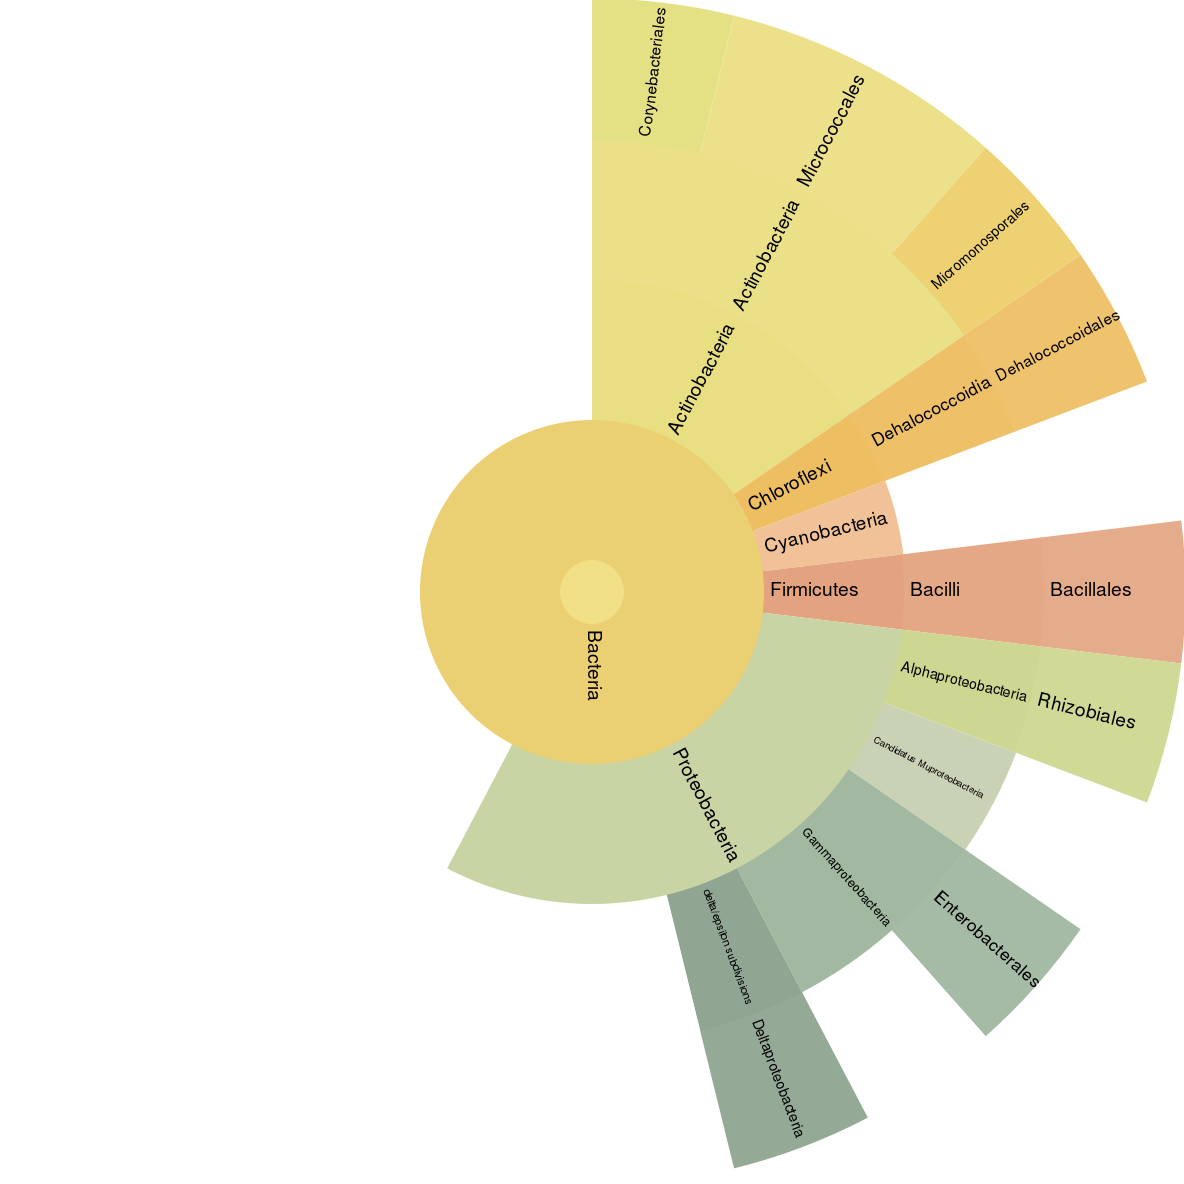 Corynebacteriales
Micrococcales
Actinobacteria
Actinobacteria
Micromonosporales
Dehalococcoidales
Dehalococcoidia
Chloroflexi
Cyanobacteria
Firmicutes
Bacilli
Bacillales
Bacteria
Alphaproteobacteria
Rhizobiales
Candidatus Muproteobacteria
Proteobacteria
Gammaproteobacteria
Enterobacterales
delta/epsilon subdivisions
Deltaproteobacteria